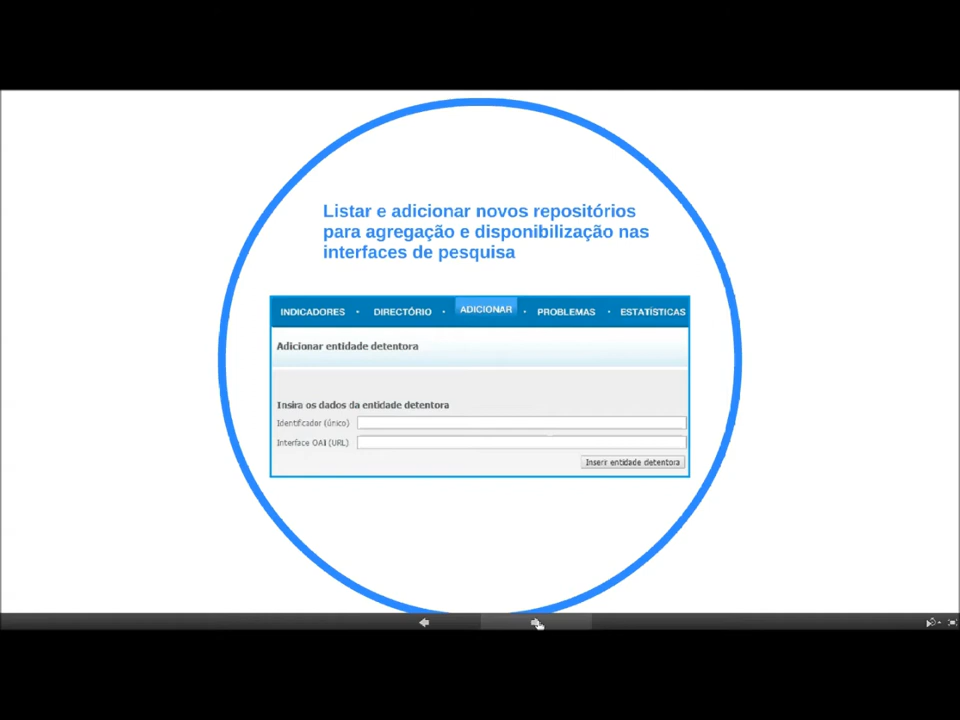 Listar e adicionar novos repositórios
para agregação e disponibilização nas
interfaces de pesquisa
INDICADORES • DIRECTÓRIO • ADICIONAR • PROBLEMAS • ESTATÍSTICAS
Adicionar entidade detentora
Insira os dados da entidade detentora
Identificador (único)
Interface OAI (URL)
Inserir entidade detentora